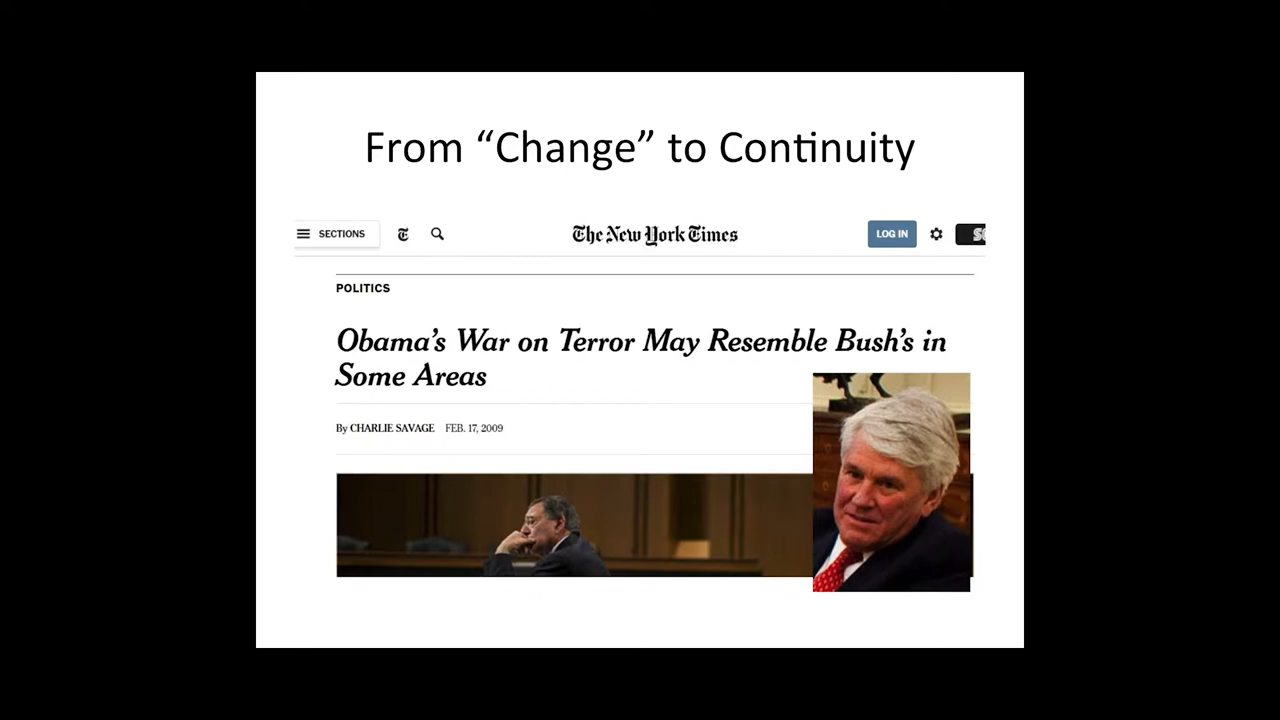 From “Change” to Continuity
SECTIONS
The New York Times
LOG IN
POLITICS
Obama’s War on Terror May Resemble Bush’s in
Some Areas
By CHARLIE SAVAGE FEB. 17, 2009